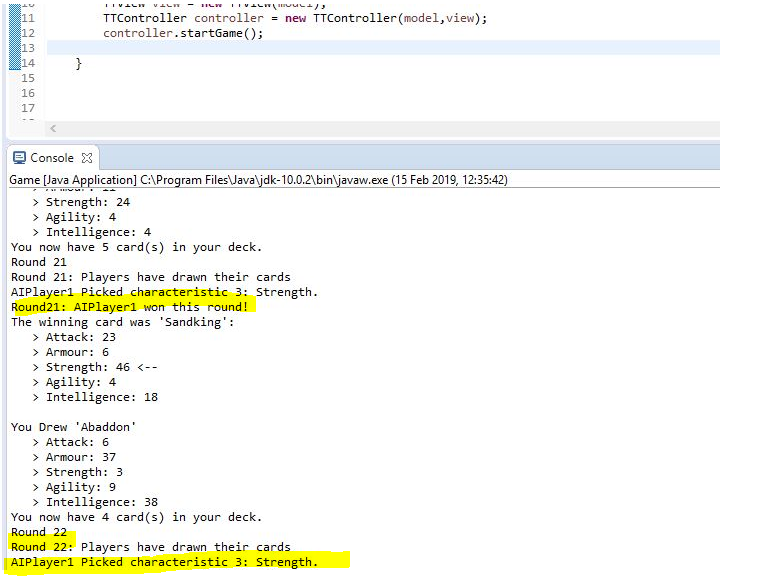 11 TTController controller = new TTController(model,view);
12 controller.startGame();
13
14 }
15
16
17
Console
Game [Java Application] C:\Program Files\Java\jdk-10.0.2\bin\javaw.exe (15 Feb 2019, 12:35:42)
> Strength: 24
> Agility: 4
> Intelligence: 4
You now have 5 card(s) in your deck.
Round 21
Round 21: Players have drawn their cards
AIPlayer1 Picked characteristic 3: Strength.
Round21: AIPlayer1 won this round!
The winning card was 'Sandking':
> Attack: 23
> Armour: 6
> Strength: 46 <--
> Agility: 4
> Intelligence: 18
You Drew 'Abaddon'
> Attack: 6
> Armour: 37
> Strength: 3
> Agility: 9
> Intelligence: 38
You now have 4 card(s) in your deck.
Round 22
Round 22: Players have drawn their cards
AIPlayer1 Picked characteristic 3: Strength.